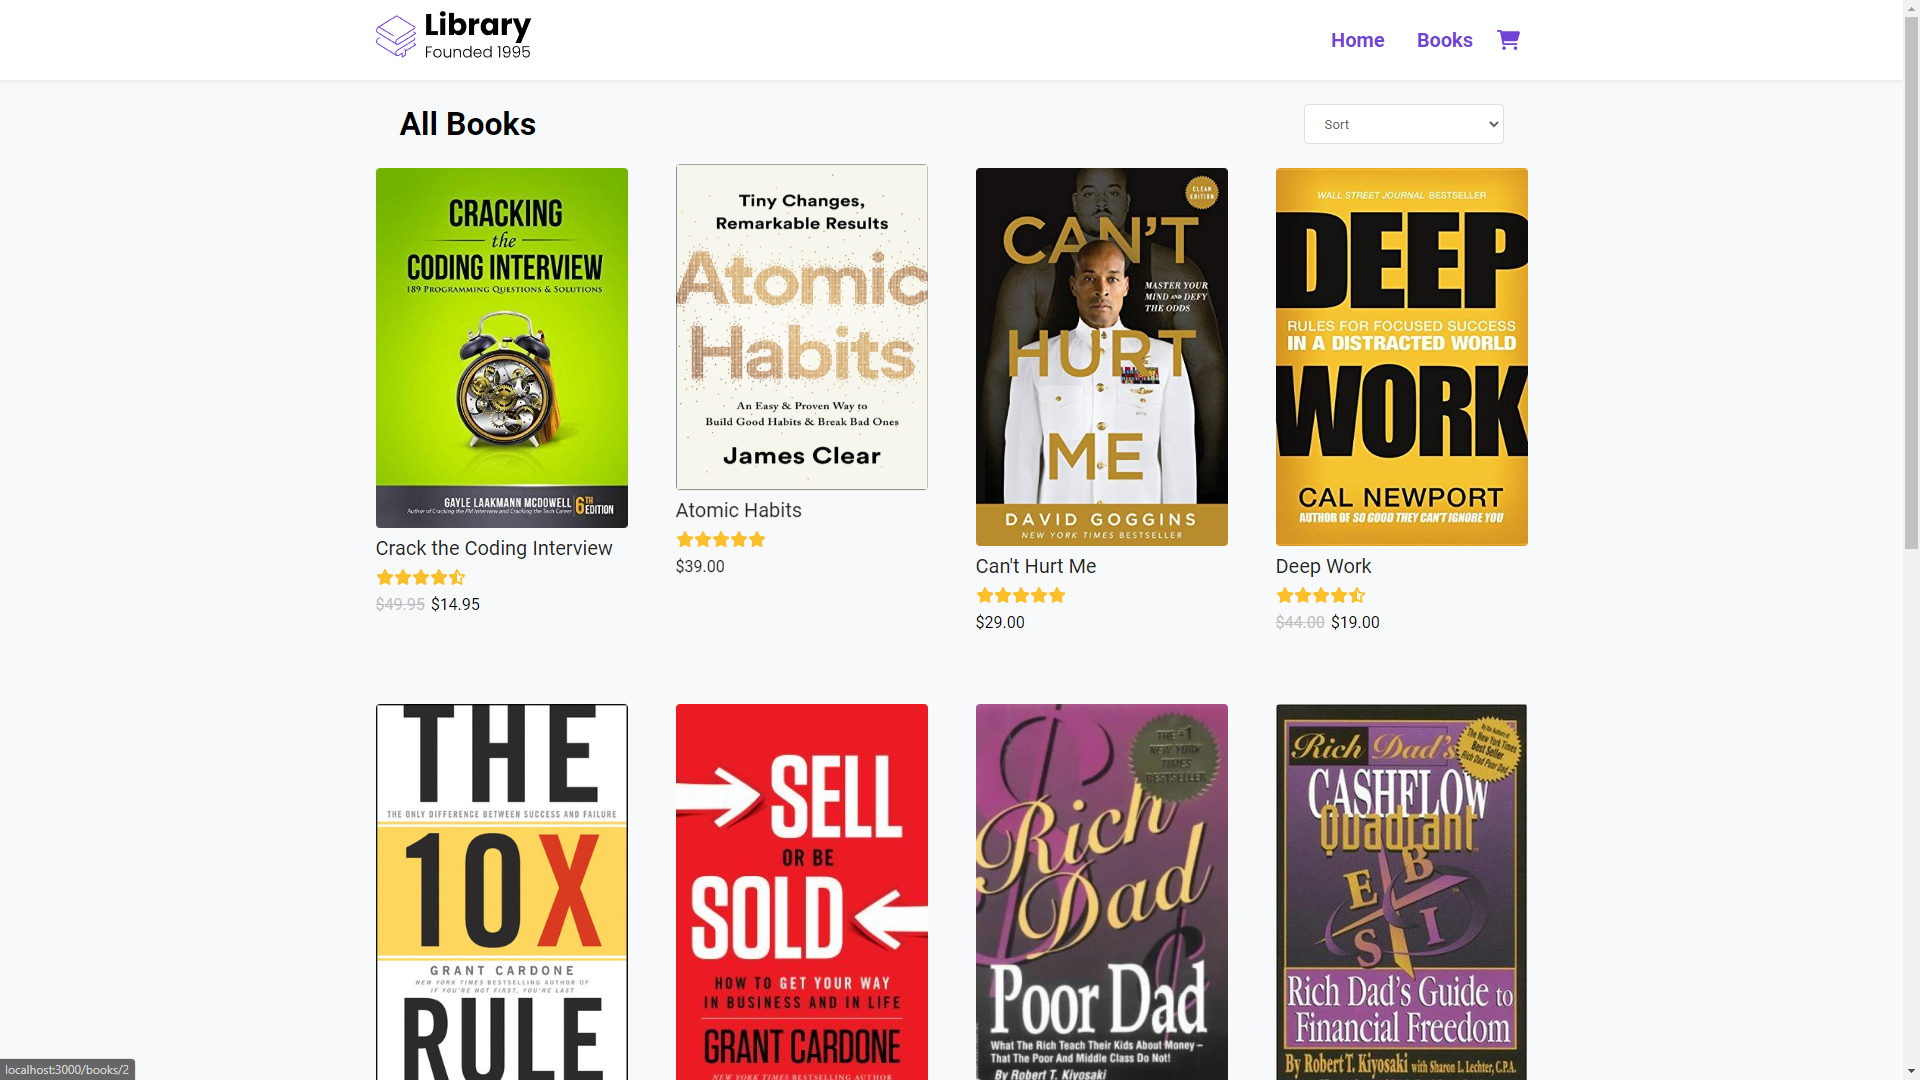 Library
Founded 1995
Home
Books
All Books
Sort
CRACKING
the
CODING INTERVIEW
189 PROGRAMMING QUESTIONS & SOLUTIONS
GAYLE LAAKMANN MCDOWELL
Author of Cracking the PM Interview and Cracking the Tech Career
6TH EDITION
Crack the Coding Interview
$49.95 $14.95
Tiny Changes,
Remarkable Results
Atomic
Habits
An Easy & Proven Way to
Build Good Habits & Break Bad Ones
James Clear
Atomic Habits
$39.00
CLEAN
EDITION
CAN'T
HURT
ME
MASTER YOUR
MIND AND DEFY
THE ODDS
DAVID GOGGINS
NEW YORK TIMES BESTSELLER
Can't Hurt Me
$29.00
WALL STREET JOURNAL BESTSELLER
DEEP
RULES FOR FOCUSED SUCCESS
IN A DISTRACTED WORLD
WORK
CAL NEWPORT
AUTHOR OF SO GOOD THEY CAN'T IGNORE YOU
Deep Work
$44.00 $19.00
THE
THE ONLY DIFFERENCE BETWEEN SUCCESS AND FAILURE
10X
GRANT CARDONE
NEW YORK TIMES BESTSELLING AUTHOR OF
IF YOU'RE NOT FIRST, YOU'RE LAST
RULE
SELL
OR BE
SOLD
HOW TO GET YOUR WAY
IN BUSINESS AND IN LIFE
GRANT CARDONE
NEW YORK TIMES BESTSELLING AUTHOR
THE #1
NEW YORK
TIMES
BESTSELLER
Rich
Dad
Poor Dad
What The Rich Teach Their Kids About Money –
That The Poor And Middle Class Do Not!
By Robert T. Kiyosaki
By the Authors of
The New York Times
Best Seller
Rich Dad Poor Dad
Rich Dad's
CASHFLOW
Quadrant
E B
S I
Rich Dad's Guide to
Financial Freedom
By Robert T. Kiyosaki with Sharon L. Lechter, C.P.A.
localhost:3000/books/2